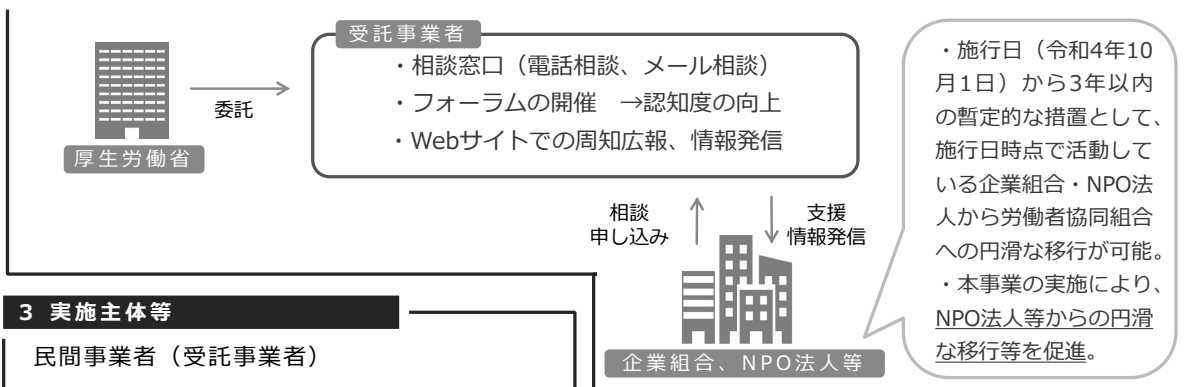 受託事業者
・相談窓口（電話相談、メール相談）
・フォーラムの開催　→認知度の向上
・Webサイトでの周知広報、情報発信
委託
厚生労働省
相談
申し込み
支援
情報発信
企業組合、NPO法人等
・施行日（令和4年10
月1日）から3年以内
の暫定的な措置として、
施行日時点で活動して
いる企業組合・NPO法
人から労働者協同組合
への円滑な移行が可能。
・本事業の実施により、
NPO法人等からの円滑
な移行等を促進。
3 実施主体等
民間事業者（受託事業者）